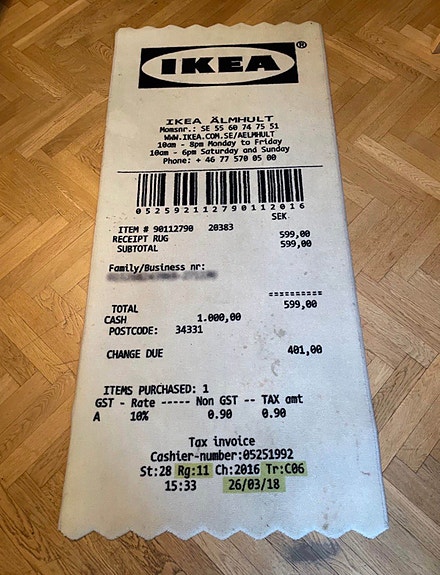 IKEA®
IKEA ÄLMHULT
Momsnr.: SE 55 60 74 75 51
WWW.IKEA.COM.SE/AELMHULT
10am - 8pm Monday to Friday
10am - 6pm Saturday and Sunday
Phone: + 46 77 570 05 00
052592112790112016
SEK
ITEM # 90112790 20383
RECEIPT RUG 599,00
SUBTOTAL 599,00
Family/Business nr:
==========
TOTAL 599,00
CASH 1.000,00
POSTCODE: 34331
CHANGE DUE 401,00
ITEMS PURCHASED: 1
GST - Rate ----- Non GST -- TAX amt
A 10% 0.90 0.90
Tax invoice
Cashier-number:05251992
St:28 Rg:11 Ch:2016 Tr:C06
15:33 26/03/18